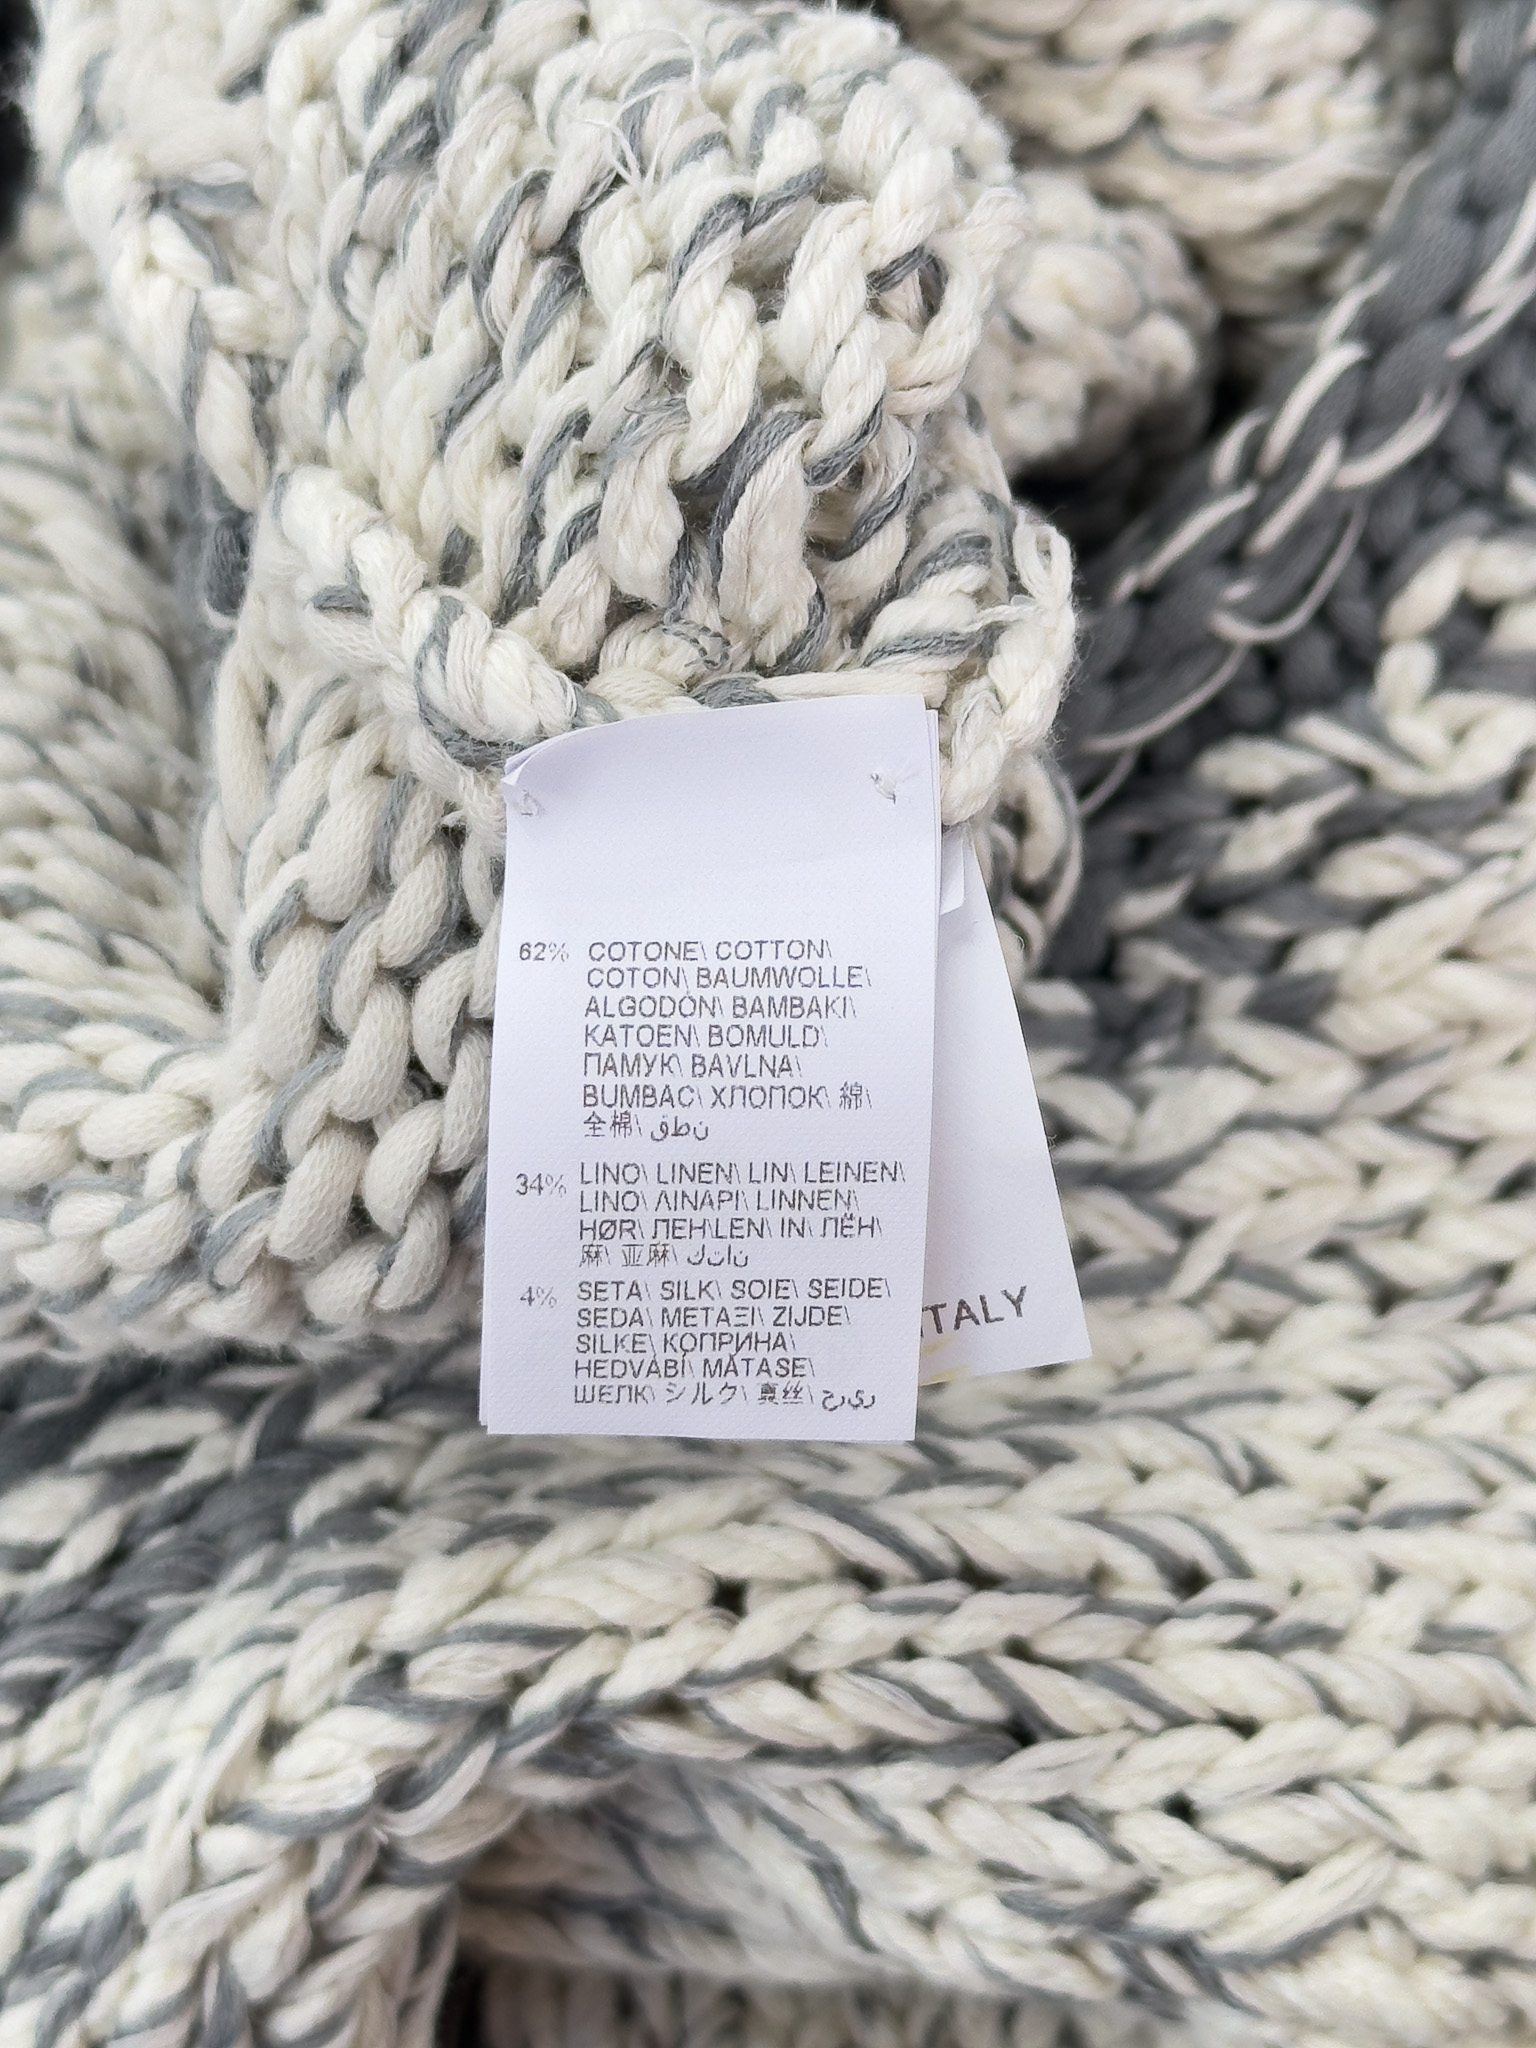 62% COTONE\ COTTON\
COTON\ BAUMWOLLE\
ALGODÓN\ BAMBAKI\
KATOEN\ BOMULD\
ПАМУК\ BAVLNA\
BUMBAC\ ХЛОПОК\ 綿\
全棉\ قطن
34% LINO\ LINEN\ LIN\ LEINEN\
LINO\ ΛΙΝΑΡΙ\ LINNEN\
HØR\ ЛЕН\LEN\ IN\ ЛЁН\
麻\ 亚麻\ كتان
4% SETA\ SILK\ SOIE\ SEIDE\
SEDA\ ΜΕΤΑΞΙ\ ZIJDE\
SILKE\ КОПРИНА\
HEDVÁBÍ\ MĂTASE\
ШЕЛК\ シルク\ 真丝\ حرير
ITALY